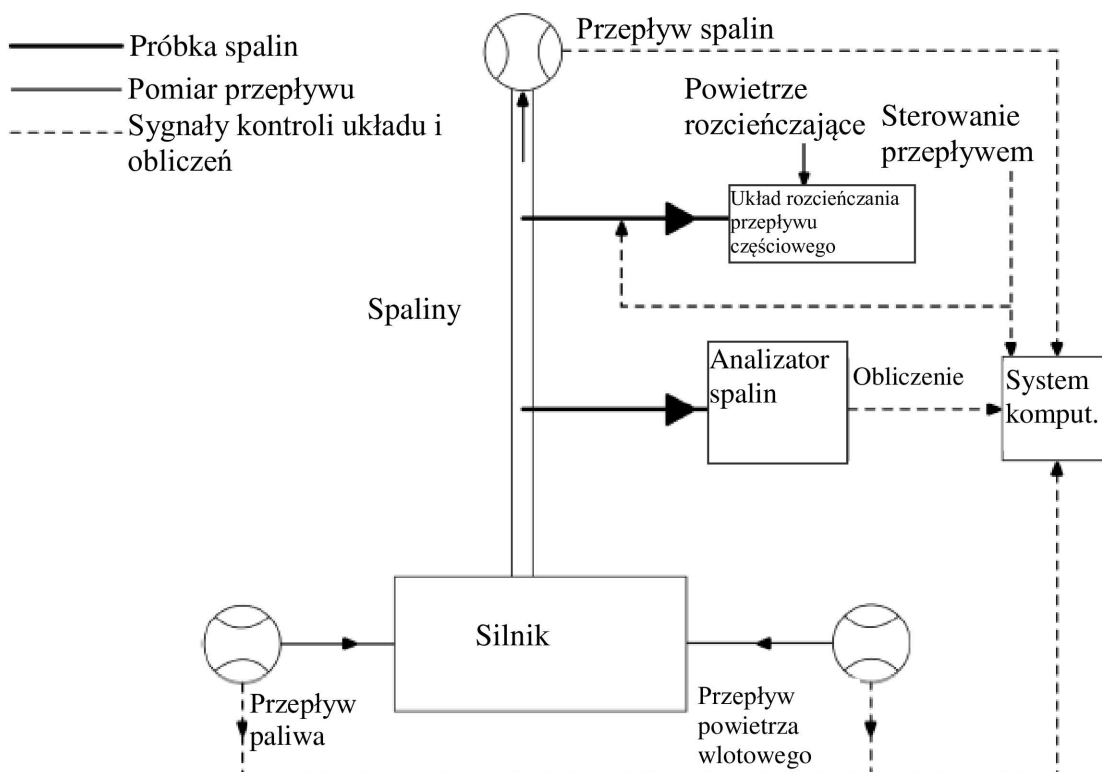 Próbka spalin
Pomiar przepływu
Sygnały kontroli układu i
obliczeń
Przepływ spalin
Powietrze
rozcieńczające
Sterowanie
przepływem
Układ rozcieńczania
przepływu
częściowego
Spaliny
Analizator
spalin
Obliczenie
System
komput.
Silnik
Przepływ
paliwa
Przepływ
powietrza
wlotowego